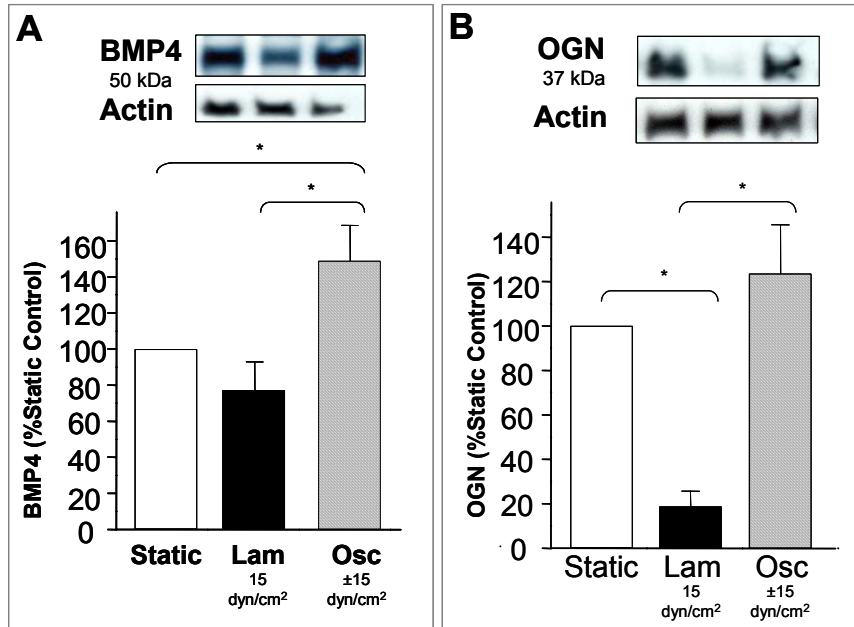 A
BMP4
50 kDa
Actin
*
*
BMP4 (%Static Control)
160
140
120
100
80
60
40
20
0
Static Lam Osc
15 ±15
dyn/cm² dyn/cm²
B
OGN
37 kDa
Actin
*
*
OGN (%Static Control)
140
120
100
80
60
40
20
0
Static Lam Osc
15 ±15
dyn/cm² dyn/cm²